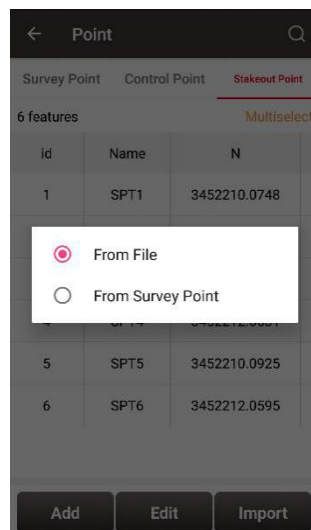 Point
Survey Point Control Point Stakeout Point
6 features Multiselect
id Name N
1 SPT1 3452210.0748
From File
From Survey Point
5 SPT5 3452210.0925
6 SPT6 3452212.0595
Add Edit Import